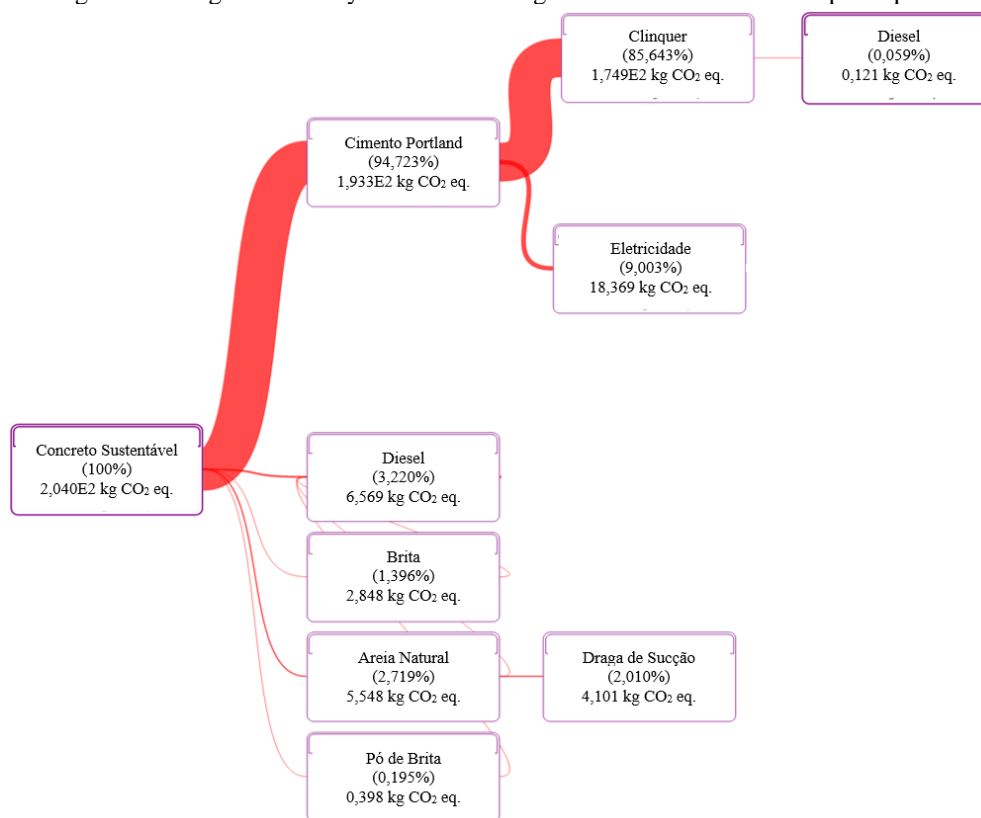 Clinquer
(85,643%)
1,749E2 kg CO₂ eq.
Diesel
(0,059%)
0,121 kg CO₂ eq.
Cimento Portland
(94,723%)
1,933E2 kg CO₂ eq.
Eletricidade
(9,003%)
18,369 kg CO₂ eq.
Concreto Sustentável
(100%)
2,040E2 kg CO₂ eq.
Diesel
(3,220%)
6,569 kg CO₂ eq.
Brita
(1,396%)
2,848 kg CO₂ eq.
Areia Natural
(2,719%)
5,548 kg CO₂ eq.
Draga de Sucção
(2,010%)
4,101 kg CO₂ eq.
Pó de Brita
(0,195%)
0,398 kg CO₂ eq.